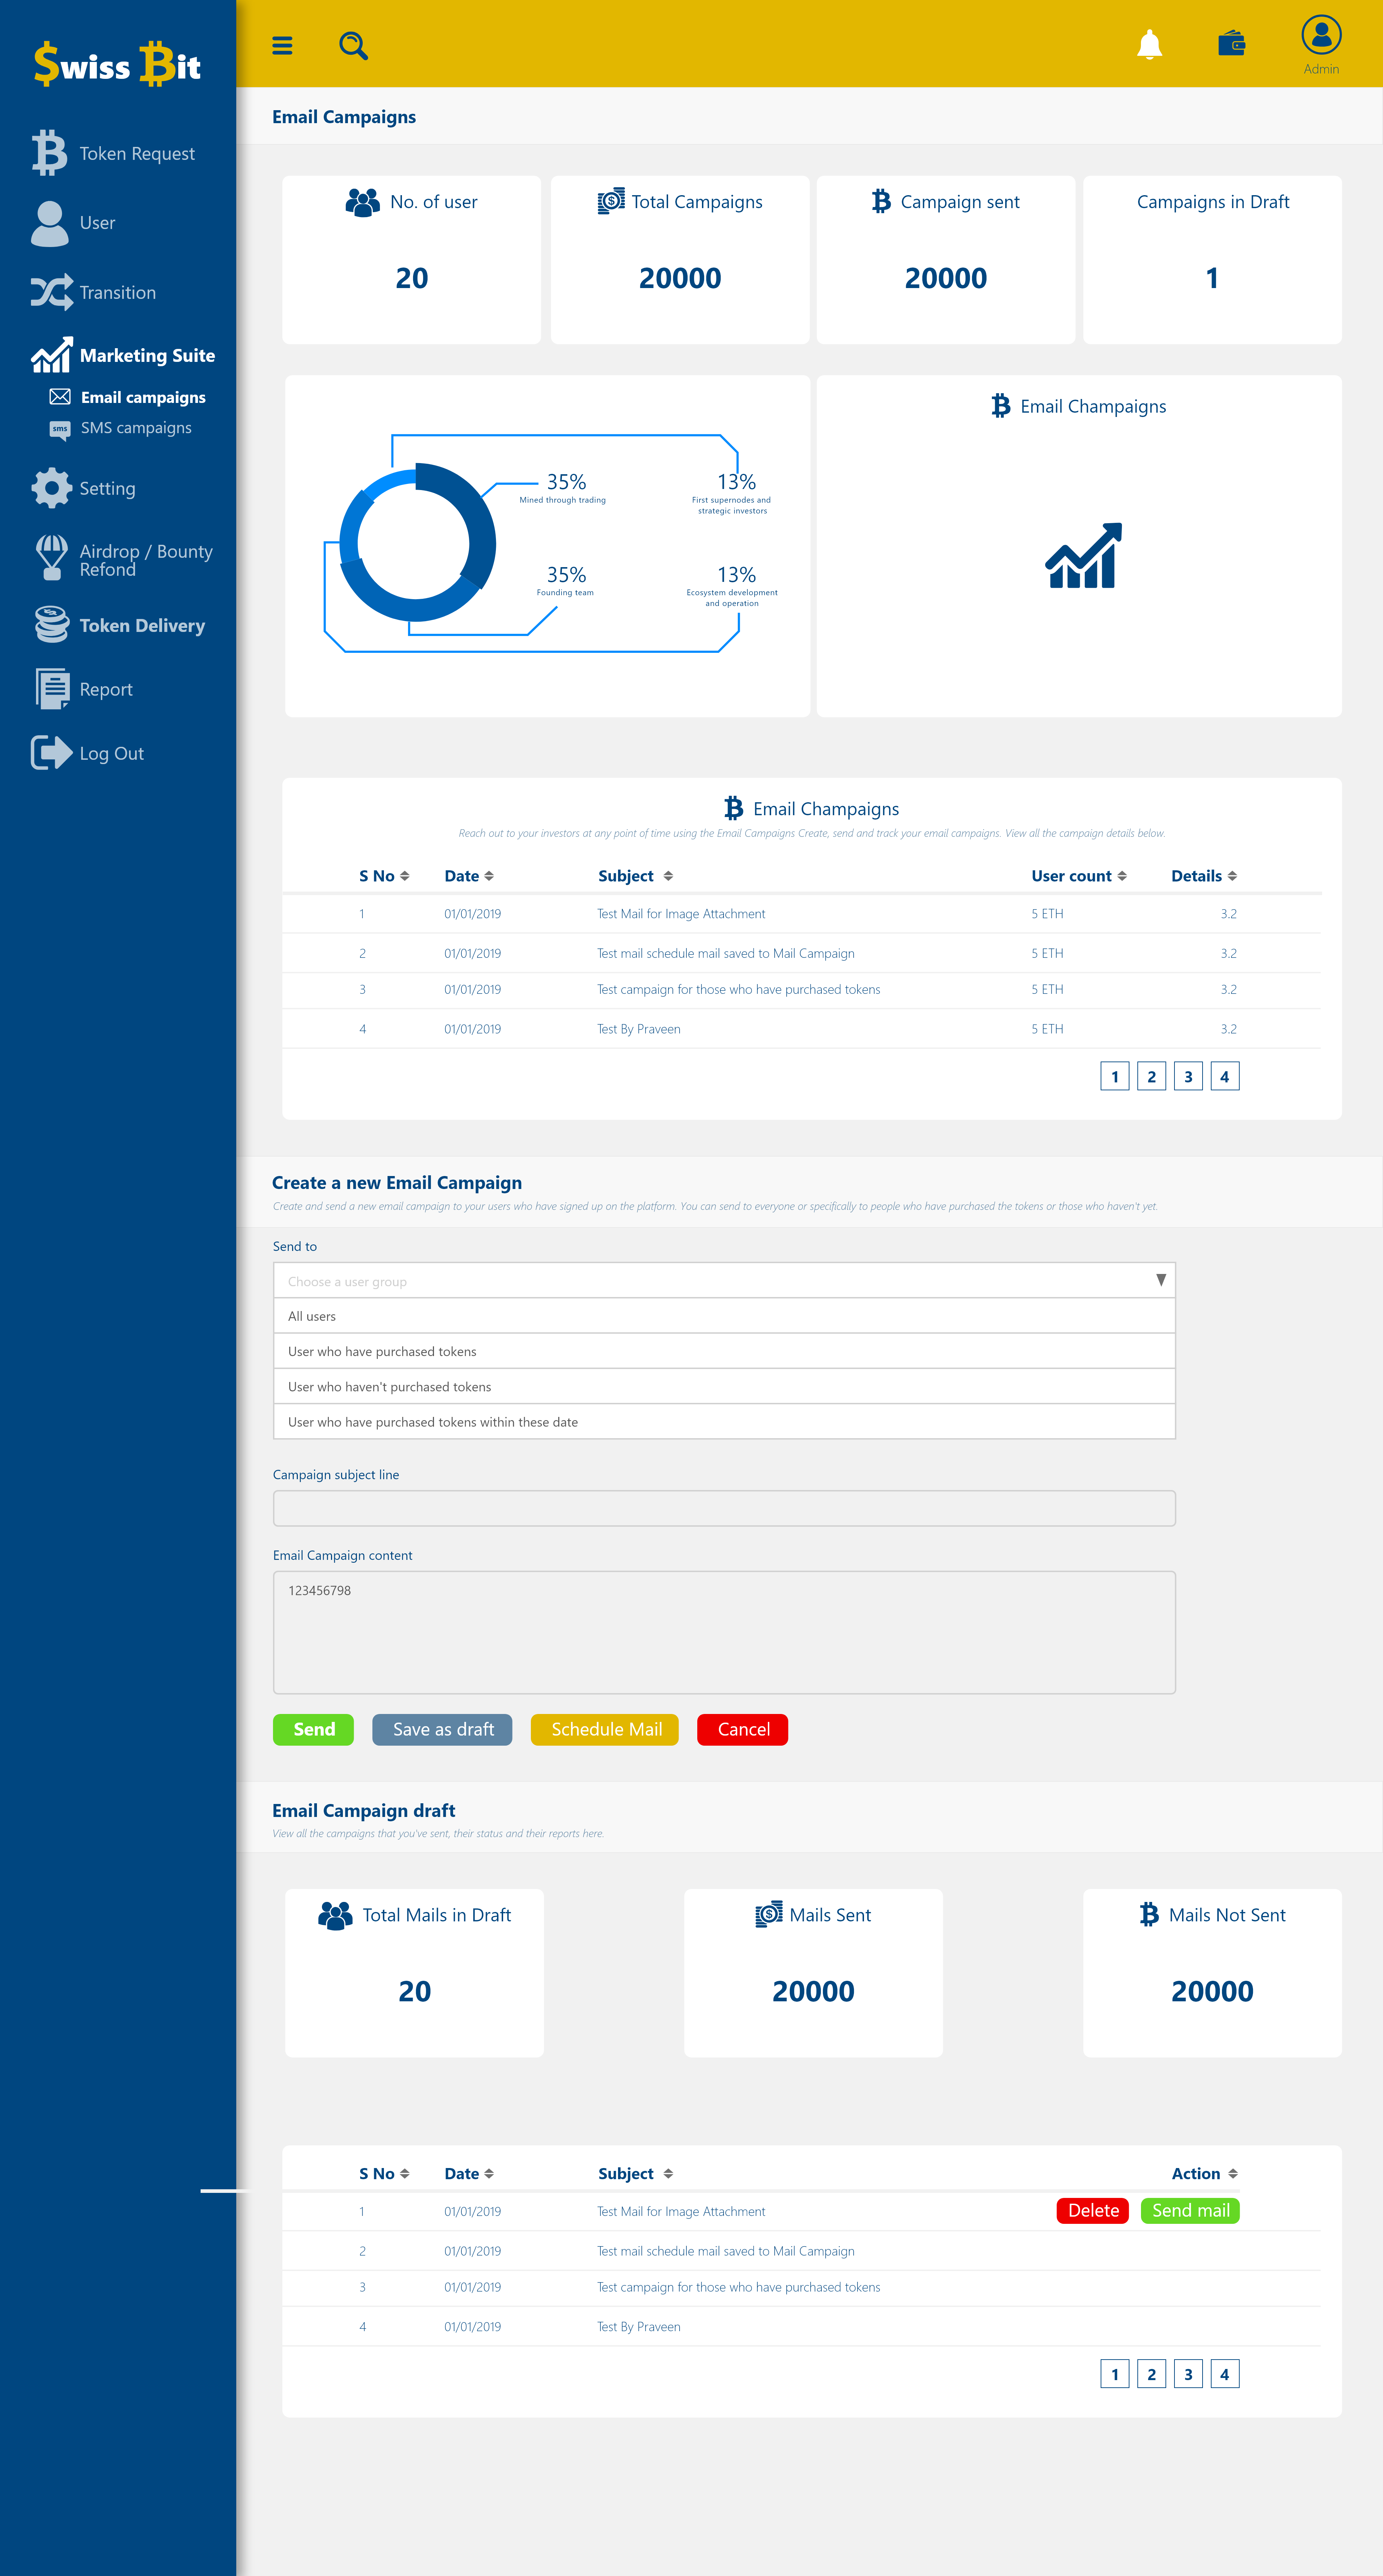 $wiss Bit
Token Request
User
Transition
Marketing Suite
Email campaigns
sms SMS campaigns
Setting
Airdrop / Bounty
Refond
Token Delivery
Report
Log Out
Admin
Email Campaigns
No. of user
20
Total Campaigns
20000
Campaign sent
20000
Campaigns in Draft
1
35%
Mined through trading
13%
First supernodes and
strategic investors
35%
Founding team
13%
Ecosystem development
and operation
Email Champaigns
Email Champaigns
Reach out to your investors at any point of time using the Email Campaigns Create, send and track your email campaigns. View all the campaign details below.
S No Date Subject User count Details
1 01/01/2019 Test Mail for Image Attachment 5 ETH 3.2
2 01/01/2019 Test mail schedule mail saved to Mail Campaign 5 ETH 3.2
3 01/01/2019 Test campaign for those who have purchased tokens 5 ETH 3.2
4 01/01/2019 Test By Praveen 5 ETH 3.2
1 2 3 4
Create a new Email Campaign
Create and send a new email campaign to your users who have signed up on the platform. You can send to everyone or specifically to people who have purchased the tokens or those who haven't yet.
Send to
Choose a user group
All users
User who have purchased tokens
User who haven't purchased tokens
User who have purchased tokens within these date
Campaign subject line
Email Campaign content
123456798
Send Save as draft Schedule Mail Cancel
Email Campaign draft
View all the campaigns that you've sent, their status and their reports here.
Total Mails in Draft
20
Mails Sent
20000
Mails Not Sent
20000
S No Date Subject Action
1 01/01/2019 Test Mail for Image Attachment Delete Send mail
2 01/01/2019 Test mail schedule mail saved to Mail Campaign
3 01/01/2019 Test campaign for those who have purchased tokens
4 01/01/2019 Test By Praveen
1 2 3 4